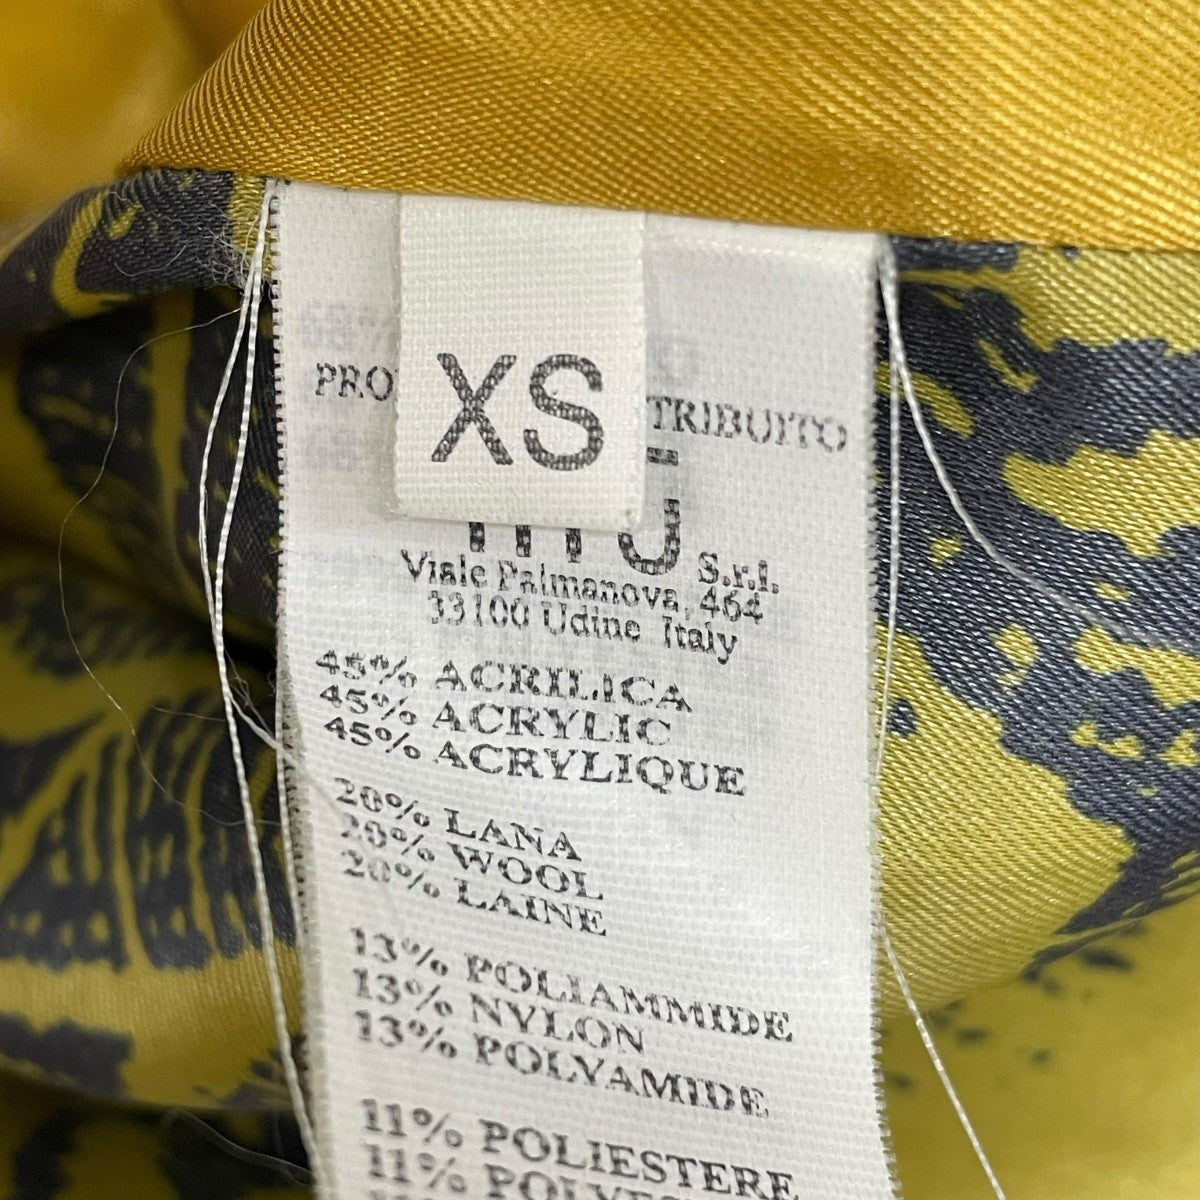 XS
PRO TRIBUITO
S.r.l.
Viale Palmanova, 464
33100 Udine Italy
45% ACRILICA
45% ACRYLIC
45% ACRYLIQUE
20% LANA
20% WOOL
20% LAINE
13% POLIAMMIDE
13% NYLON
13% POLYAMIDE
11% POLIESTERE
11%